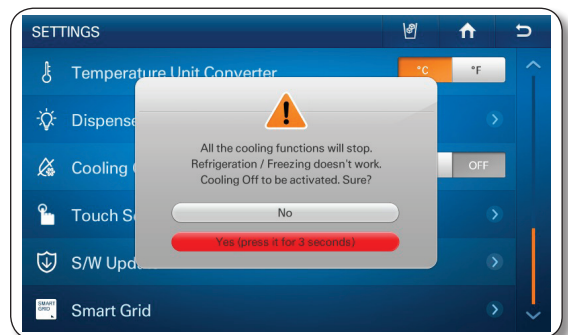 SETTINGS
Temperature Unit Converter °C °F
Dispense
Cooling OFF
Touch S
S/W Upd
SMART GRID Smart Grid
All the cooling functions will stop.
Refrigeration / Freezing doesn't work.
Cooling Off to be activated. Sure?
No
Yes (press it for 3 seconds)